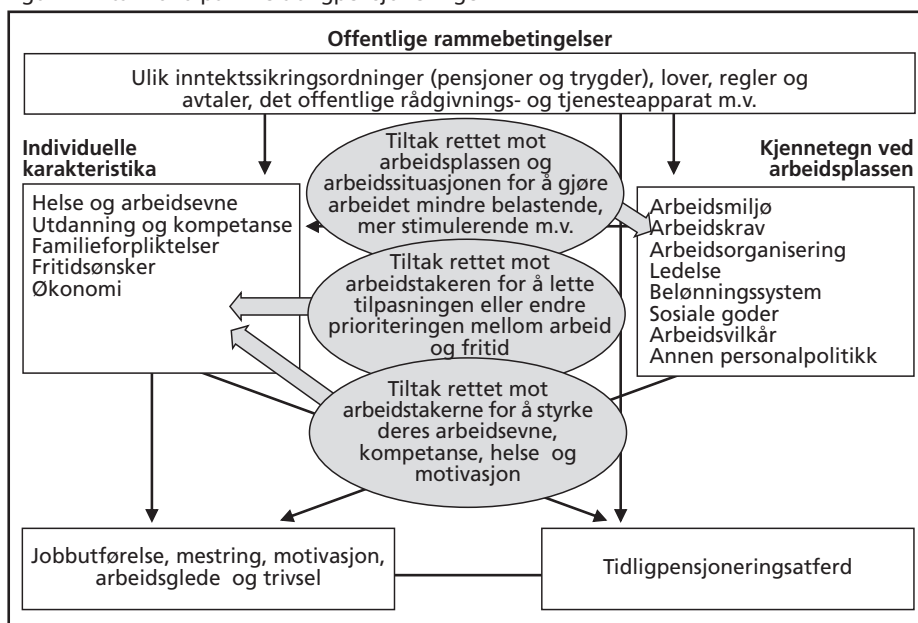 Offentlige rammebetingelser
Ulik inntektssikringsordninger (pensjoner og trygder), lover, regler og
avtaler, det offentlige rådgivnings- og tjenesteapparat m.v.
Individuelle
karakteristika
Helse og arbeidsevne
Utdanning og kompetanse
Familieforpliktelser
Fritidsønsker
Økonomi
Tiltak rettet mot
arbeidsplassen og
arbeidssituasjonen for å gjøre
arbeidet mindre belastende,
mer stimulerende m.v.
Tiltak rettet mot
arbeidstakeren for å lette
tilpasningen eller endre
prioriteringen mellom arbeid
og fritid
Tiltak rettet mot
arbeidstakerne for å styrke
deres arbeidsevne,
kompetanse, helse og
motivasjon
Kjennetegn ved
arbeidsplassen
Arbeidsmiljø
Arbeidskrav
Arbeidsorganisering
Ledelse
Belønningssystem
Sosiale goder
Arbeidsvilkår
Annen personalpolitikk
Jobbutførelse, mestring, motivasjon,
arbeidsglede og trivsel
Tidligpensjoneringsatferd